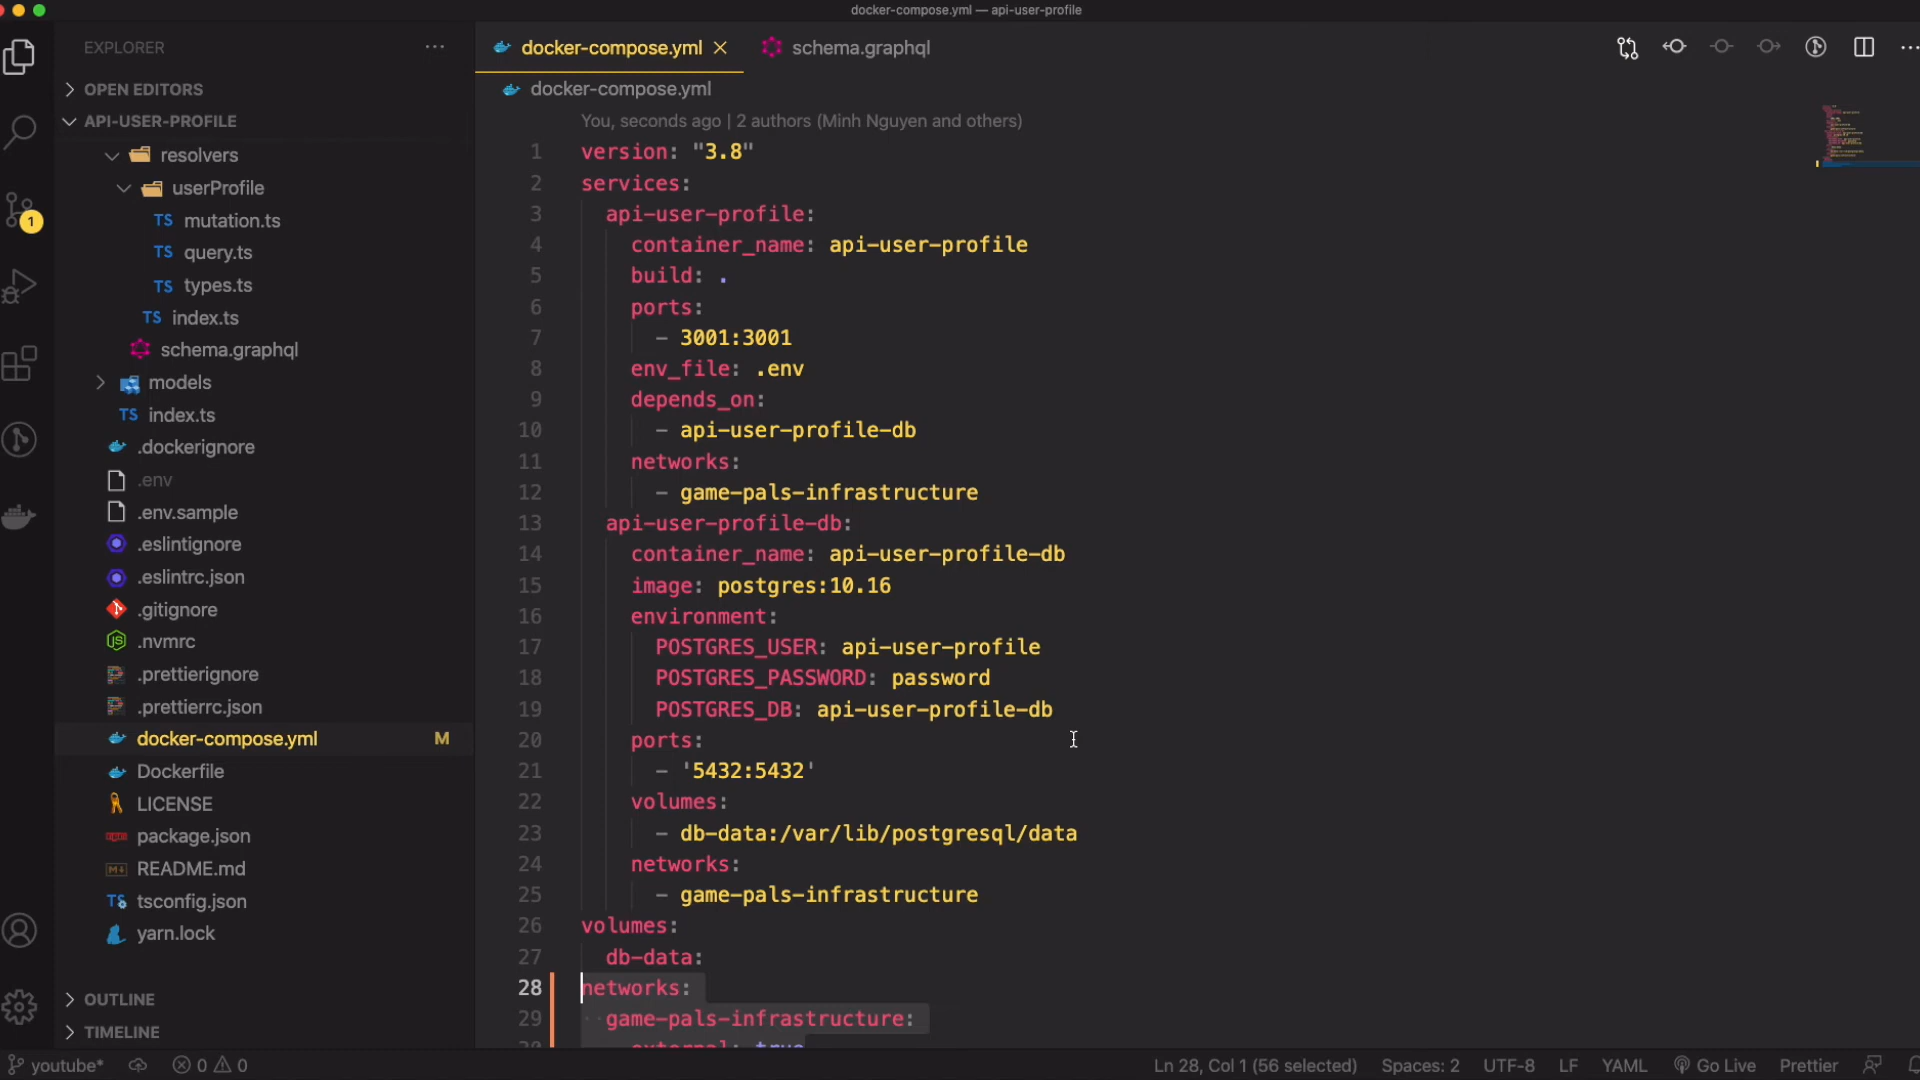 docker-compose.yml — api-user-profile
EXPLORER
OPEN EDITORS
API-USER-PROFILE
resolvers
userProfile
TS mutation.ts
TS query.ts
TS types.ts
TS index.ts
schema.graphql
models
TS index.ts
.dockerignore
.env
.env.sample
.eslintignore
.eslintrc.json
.gitignore
.nvmrc
.prettierignore
.prettierrc.json
docker-compose.yml M
Dockerfile
LICENSE
package.json
README.md
tsconfig.json
yarn.lock
OUTLINE
TIMELINE
1
docker-compose.yml
schema.graphql
docker-compose.yml
You, seconds ago | 2 authors (Minh Nguyen and others)
1 version: "3.8"
2 services:
3 api-user-profile:
4 container_name: api-user-profile
5 build: .
6 ports:
7 - 3001:3001
8 env_file: .env
9 depends_on:
10 - api-user-profile-db
11 networks:
12 - game-pals-infrastructure
13 api-user-profile-db:
14 container_name: api-user-profile-db
15 image: postgres:10.16
16 environment:
17 POSTGRES_USER: api-user-profile
18 POSTGRES_PASSWORD: password
19 POSTGRES_DB: api-user-profile-db
20 ports:
21 - '5432:5432'
22 volumes:
23 - db-data:/var/lib/postgresql/data
24 networks:
25 - game-pals-infrastructure
26 volumes:
27 db-data:
28 networks:
29 game-pals-infrastructure:
30 external: true
youtube* 0 0 Ln 28, Col 1 (56 selected) Spaces: 2 UTF-8 LF YAML Go Live Prettier